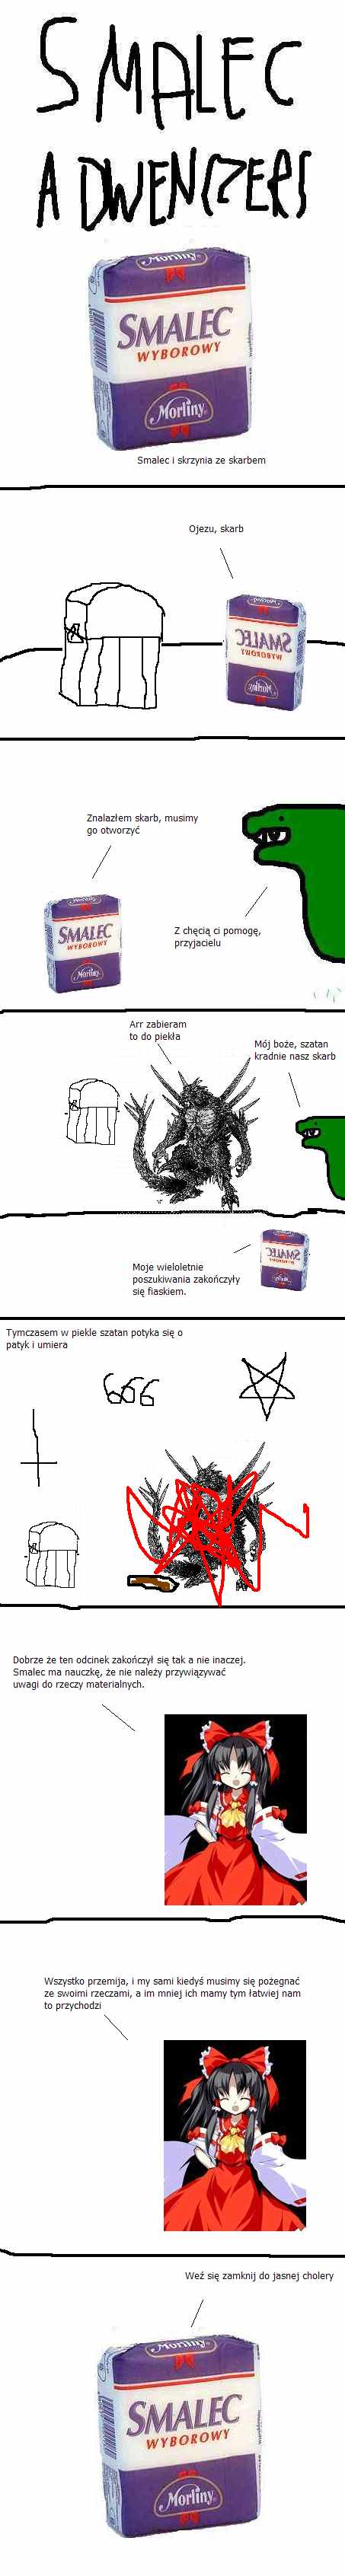 SMALEC
ADWENCZERS
Morliny
SMALEC
WYBOROWY
Morliny
Smalec i skrzynia ze skarbem
Ojezu, skarb
SMALEC
WYBOROWY
Morliny
Znalazłem skarb, musimy
go otworzyć
SMALEC
WYBOROWY
Morliny
Z chęcią ci pomogę,
przyjacielu
Arr zabieram
to do piekła
Mój boże, szatan
kradnie nasz skarb
SMALEC
Moje wieloletnie
poszukiwania zakończyły
się fiaskiem.
Tymczasem w piekle szatan potyka się o
patyk i umiera
666
Dobrze że ten odcinek zakończył się tak a nie inaczej.
Smalec ma nauczkę, że nie należy przywiązywać
uwagi do rzeczy materialnych.
Wszystko przemija, i my sami kiedyś musimy się pożegnać
ze swoimi rzeczami, a im mniej ich mamy tym łatwiej nam
to przychodzi
Weź się zamknij do jasnej cholery
Morliny
SMALEC
WYBOROWY
Morliny